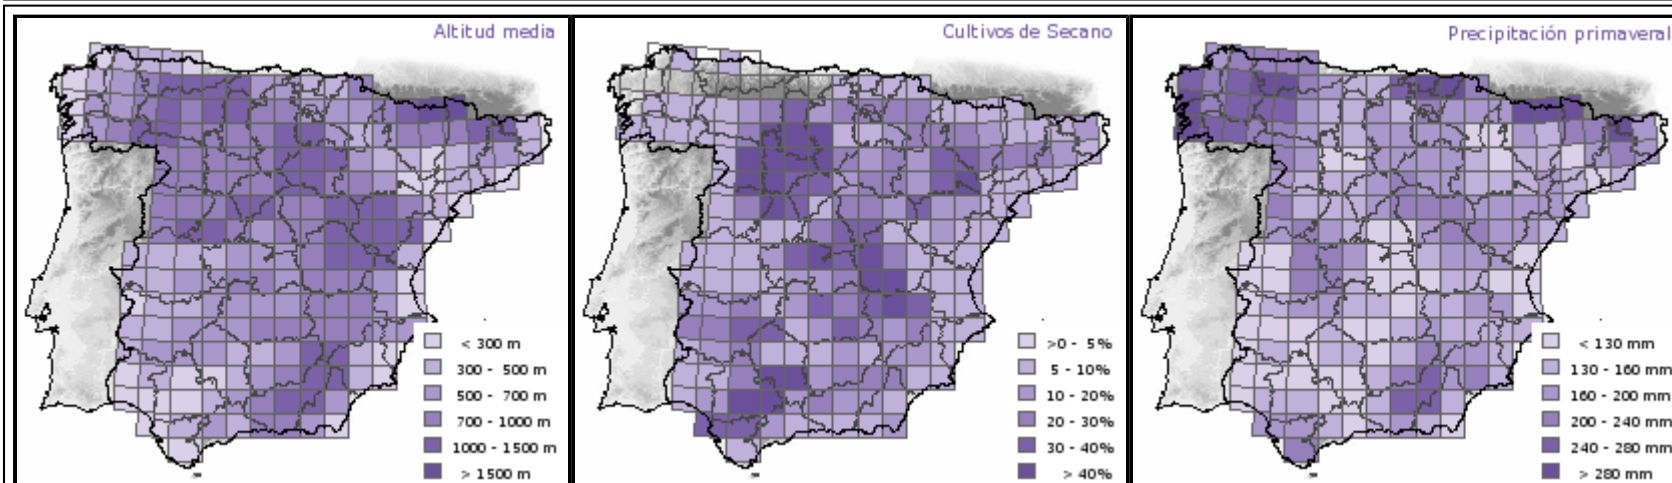 Altitud media
< 300 m
300 - 500 m
500 - 700 m
700 - 1000 m
1000 - 1500 m
> 1500 m
Cultivos de Secano
>0 - 5%
5 - 10%
10 - 20%
20 - 30%
30 - 40%
> 40%
Precipitación primaveral
< 130 mm
130 - 160 mm
160 - 200 mm
200 - 240 mm
240 - 280 mm
> 280 mm